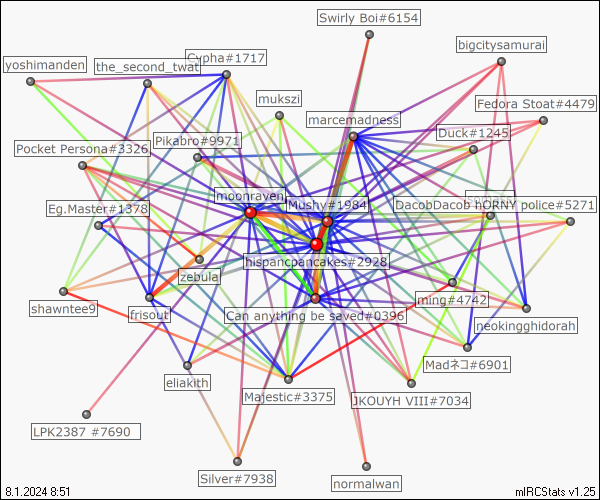 Swirly Boi#6154
bigcitysamurai
yoshimanden
the_second_twat
Cypha#1717
mukszi
Fedora Stoat#4479
marcemadness
Duck#1245
Pikabro#9971
Pocket Persona#3326
moonraven
Mushy#1984
DacobDacob
hORNY police#5271
Eg.Master#1378
hispancpancakes#2928
zebula
ming#4742
shawntee9
frisout
Can anything be saved#0396
neokingghidorah
Madネコ#6901
eliakith
Majestic#3375
JKOUYH VIII#7034
LPK2387 #7690
Silver#7938
normalwan
8.1.2024 8:51
mIRCStats v1.25